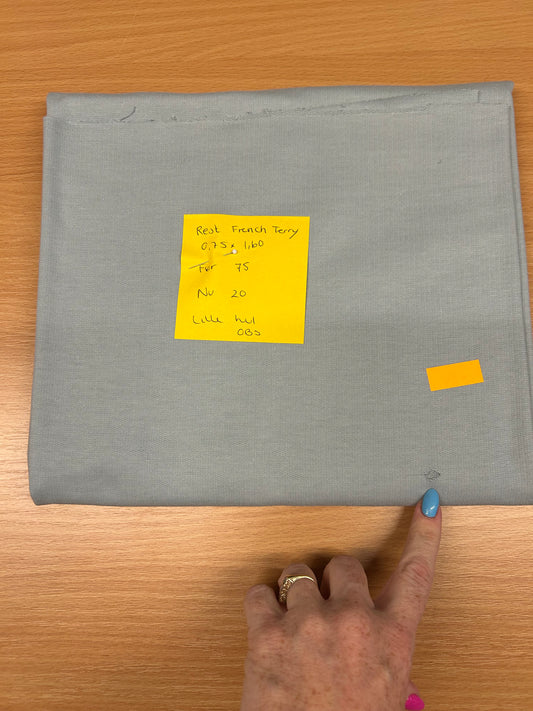 Rest French Terry
0,75 x 1,60
Før 75
Nu 20
Lille hul
OBS